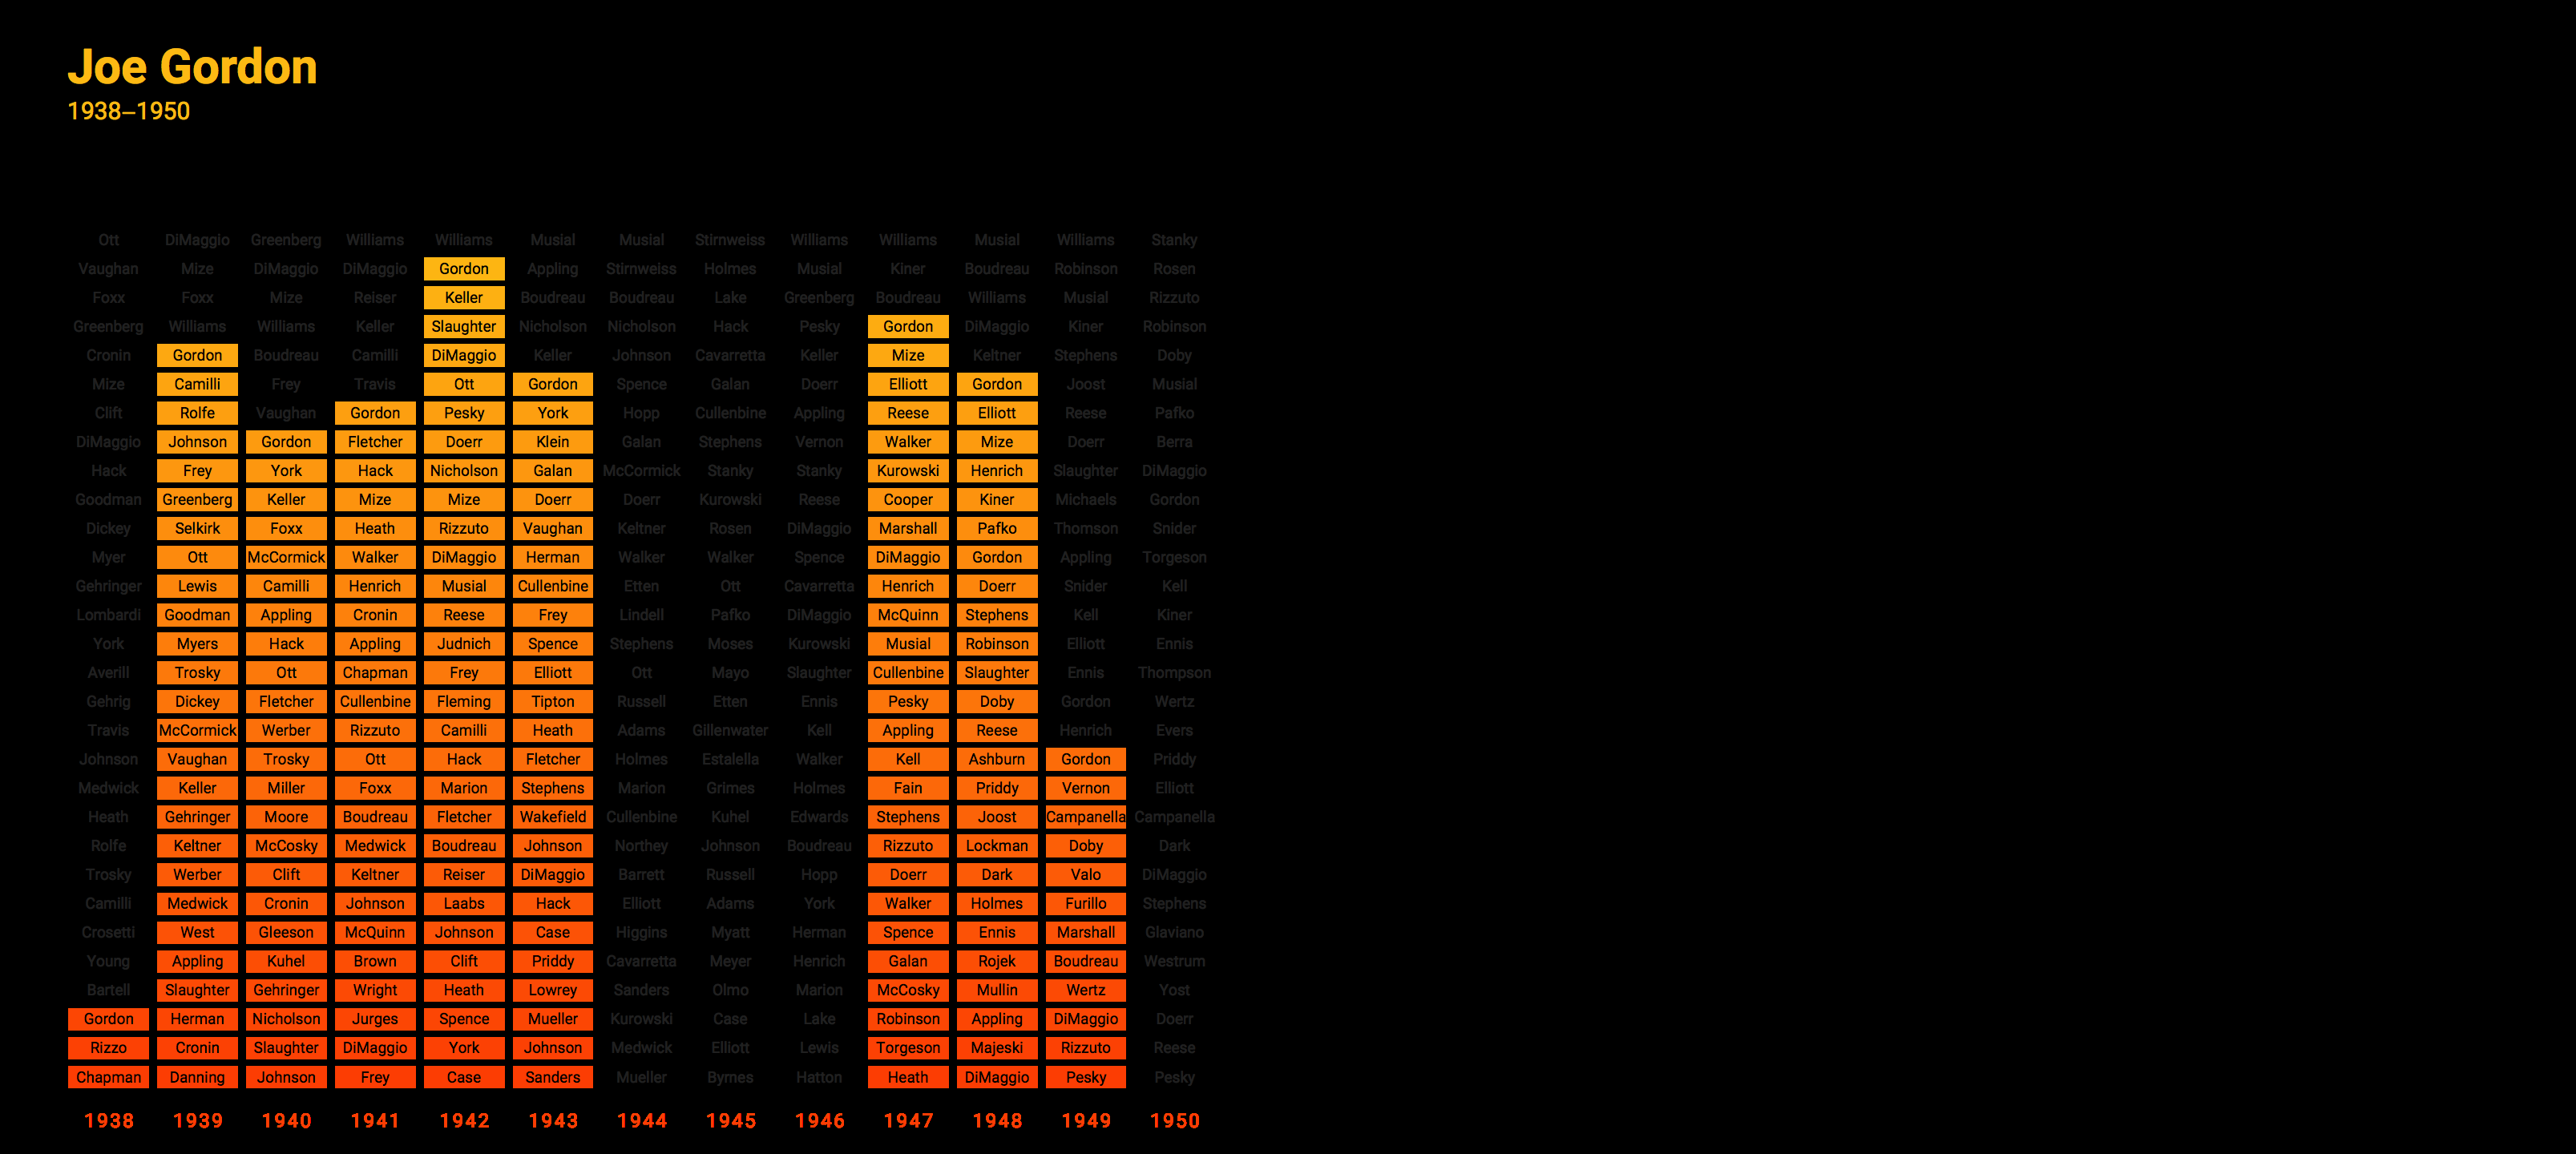 Joe Gordon
1938–1950
Ott DiMaggio Greenberg Williams Williams Musial Musial Stirnweiss Williams Williams Musial Williams Stanky
Vaughan Mize DiMaggio DiMaggio Gordon Appling Stirnweiss Holmes Musial Kiner Boudreau Robinson Rosen
Foxx Foxx Mize Reiser Keller Boudreau Boudreau Lake Greenberg Boudreau Williams Musial Rizzuto
Greenberg Williams Williams Keller Slaughter Nicholson Nicholson Hack Pesky Gordon DiMaggio Kiner Robinson
Cronin Gordon Boudreau Camilli DiMaggio Keller Johnson Cavarretta Keller Mize Keltner Stephens Doby
Mize Camilli Frey Travis Ott Gordon Spence Galan Doerr Elliott Gordon Joost Musial
Clift Rolfe Vaughan Gordon Pesky York Hopp Cullenbine Appling Reese Elliott Reese Pafko
DiMaggio Johnson Gordon Fletcher Doerr Klein Galan Stephens Vernon Walker Mize Doerr Berra
Hack Frey York Hack Nicholson Galan McCormick Stanky Stanky Kurowski Henrich Slaughter DiMaggio
Goodman Greenberg Keller Mize Mize Doerr Doerr Kurowski Reese Cooper Kiner Michaels Gordon
Dickey Selkirk Foxx Heath Rizzuto Vaughan Keltner Rosen DiMaggio Marshall Pafko Thomson Snider
Myer Ott McCormick Walker DiMaggio Herman Walker Walker Spence DiMaggio Gordon Appling Torgeson
Gehringer Lewis Camilli Henrich Musial Cullenbine Etten Ott Cavarretta Henrich Doerr Snider Kell
Lombardi Goodman Appling Cronin Reese Frey Lindell Pafko DiMaggio McQuinn Stephens Kell Kiner
York Myers Hack Appling Judnich Spence Stephens Moses Kurowski Musial Robinson Elliott Ennis
Averill Trosky Ott Chapman Frey Elliott Ott Mayo Slaughter Cullenbine Slaughter Ennis Thompson
Gehrig Dickey Fletcher Cullenbine Fleming Tipton Russell Etten Ennis Pesky Doby Gordon Wertz
Travis McCormick Werber Rizzuto Camilli Heath Adams Gillenwater Kell Appling Reese Henrich Evers
Johnson Vaughan Trosky Ott Hack Fletcher Holmes Estalella Walker Kell Ashburn Gordon Priddy
Medwick Keller Miller Foxx Marion Stephens Marion Grimes Holmes Fain Priddy Vernon Elliott
Heath Gehringer Moore Boudreau Fletcher Wakefield Cullenbine Kuhel Edwards Stephens Joost Campanella Campanella
Rolfe Keltner McCosky Medwick Boudreau Johnson Northey Johnson Boudreau Rizzuto Lockman Doby Dark
Trosky Werber Clift Keltner Reiser DiMaggio Barrett Russell Hopp Doerr Dark Valo DiMaggio
Camilli Medwick Cronin Johnson Laabs Hack Elliott Adams York Walker Holmes Furillo Stephens
Crosetti West Gleeson McQuinn Johnson Case Higgins Myatt Herman Spence Ennis Marshall Glaviano
Young Appling Kuhel Brown Clift Priddy Cavarretta Meyer Henrich Galan Rojek Boudreau Westrum
Bartell Slaughter Gehringer Wright Heath Lowrey Sanders Olmo Marion McCosky Mullin Wertz Yost
Gordon Herman Nicholson Jurges Spence Mueller Kurowski Case Lake Robinson Appling DiMaggio Doerr
Rizzo Cronin Slaughter DiMaggio York Johnson Medwick Elliott Lewis Torgeson Majeski Rizzuto Reese
Chapman Danning Johnson Frey Case Sanders Mueller Byrnes Hatton Heath DiMaggio Pesky Pesky
1938 1939 1940 1941 1942 1943 1944 1945 1946 1947 1948 1949 1950